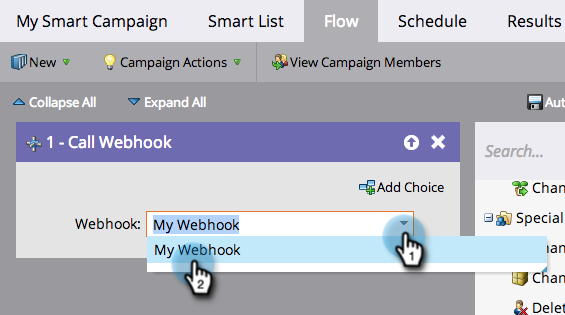 My Smart Campaign Smart List Flow Schedule Results
New Campaign Actions View Campaign Members
Collapse All Expand All Aut
1 - Call Webhook
Search...
Add Choice
Chan
Webhook: My Webhook
Special
My Webhook
1
Chan
2
Chan
Delet